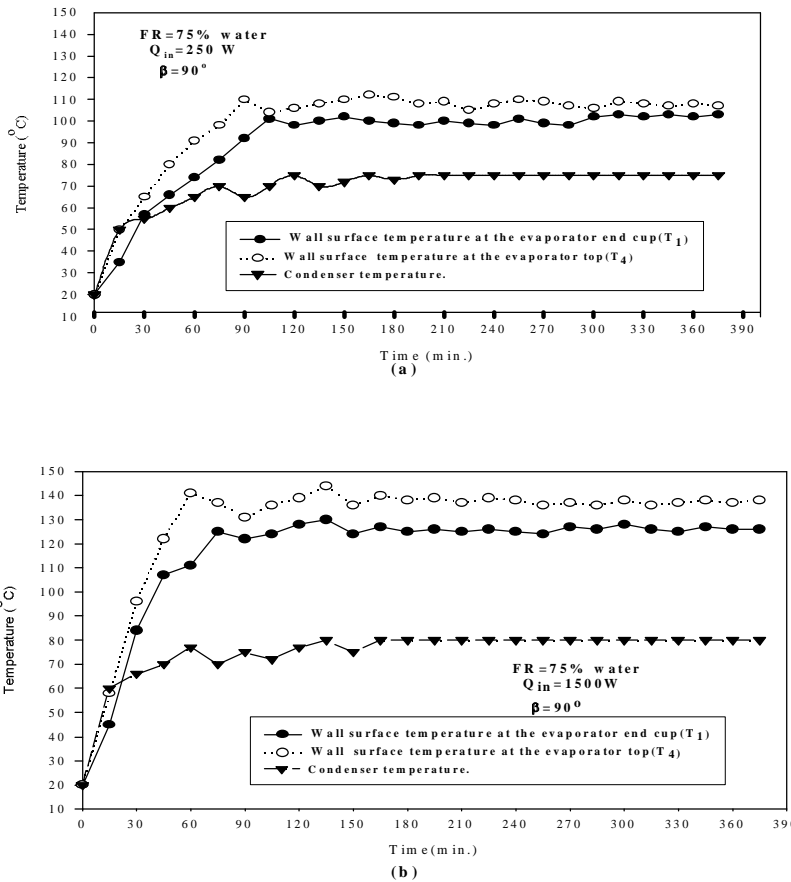 150
140
130
120
110
100
90
80
70
60
50
40
30
20
10
Temperature (°C)
FR=75% water
Q in=250 W
β=90°
Wall surface temperature at the evaporator end cup(T1)
Wall surface temperature at the evaporator top(T4)
Condenser temperature.
0 30 60 90 120 150 180 210 240 270 300 330 360 390
Time (min.)
(a)
150
140
130
120
110
100
90
80
70
60
50
40
30
20
10
Temperature (°C)
FR=75% water
Q in=1500W
β=90°
Wall surface temperature at the evaporator end cup(T1)
Wall surface temperature at the evaporator top(T4)
Condenser temperature.
0 30 60 90 120 150 180 210 240 270 300 330 360 390
Time(min.)
(b)